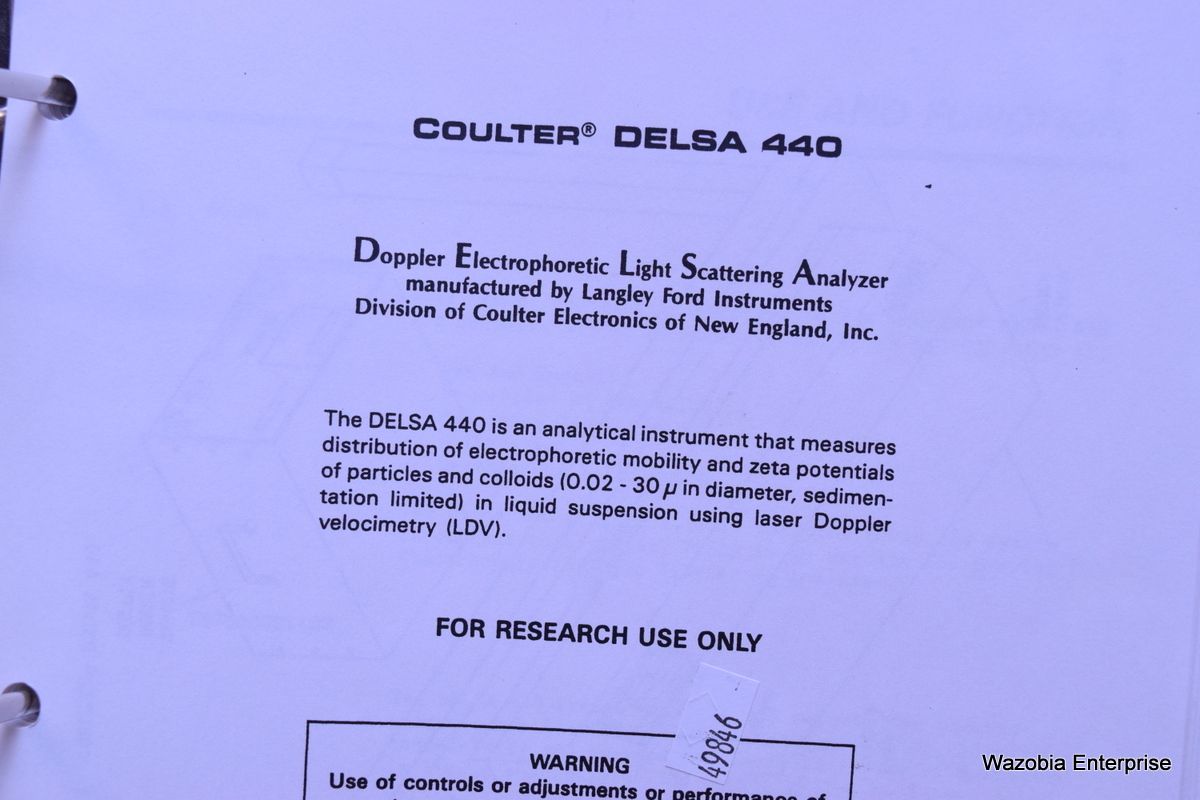 COULTER® DELSA 440
Doppler Electrophoretic Light Scattering Analyzer
manufactured by Langley Ford Instruments
Division of Coulter Electronics of New England, Inc.
The DELSA 440 is an analytical instrument that measures
distribution of electrophoretic mobility and zeta potentials
of particles and colloids (0.02 - 30 μ in diameter, sedimen-
tation limited) in liquid suspension using laser Doppler
velocimetry (LDV).
FOR RESEARCH USE ONLY
49846
WARNING
Use of controls or adjustments or performance of
Wazobia Enterprise